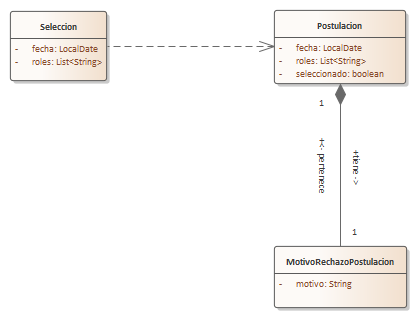 Seleccion
- fecha: LocalDate
- roles: List<String>
Postulacion
- fecha: LocalDate
- roles: List<String>
- seleccionado: boolean
1
+<- pertenece
+tiene ->
1
MotivoRechazoPostulacion
- motivo: String